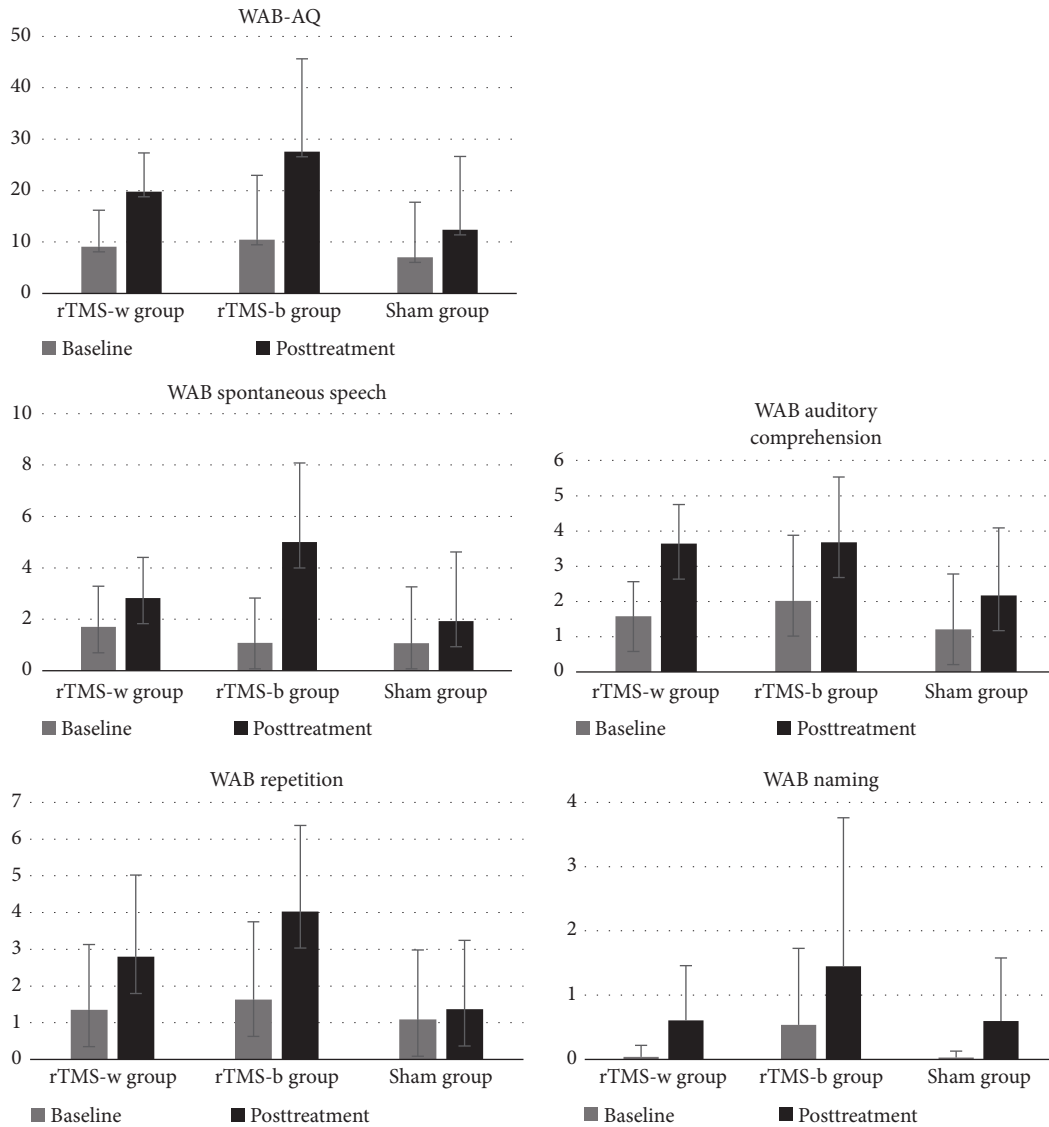 WAB-AQ
50
40
30
20
10
0
rTMS-w group rTMS-b group Sham group
Baseline Posttreatment
WAB spontaneous speech
10
8
6
4
2
0
rTMS-w group rTMS-b group Sham group
Baseline Posttreatment
WAB auditory
comprehension
6
5
4
3
2
1
0
rTMS-w group rTMS-b group Sham group
Baseline Posttreatment
WAB repetition
7
6
5
4
3
2
1
0
rTMS-w group rTMS-b group Sham group
Baseline Posttreatment
WAB naming
4
3
2
1
0
rTMS-w group rTMS-b group Sham group
Baseline Posttreatment